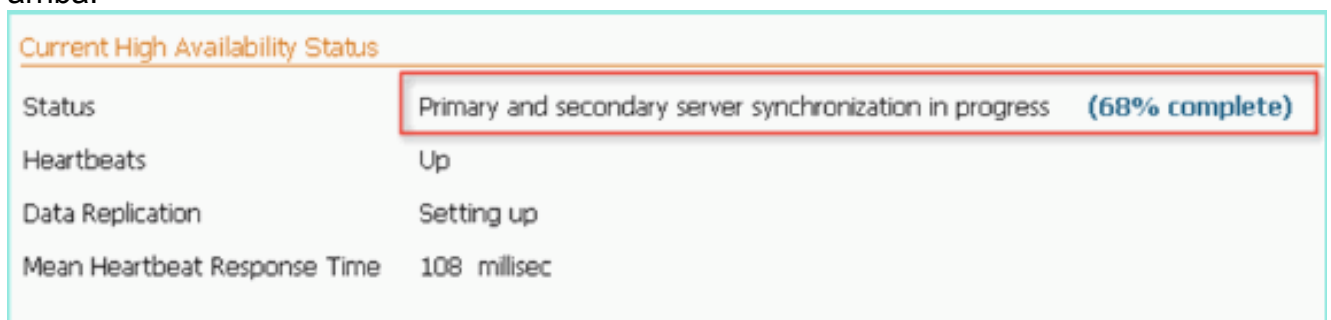 arriba.
Current High Availability Status
Status Primary and secondary server synchronization in progress (68% complete)
Heartbeats Up
Data Replication Setting up
Mean Heartbeat Response Time 108 millisec